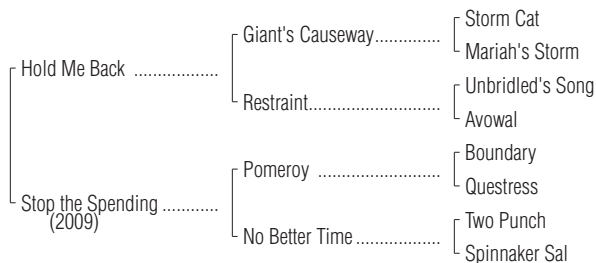 Storm Cat
Giant's Causeway..............
Mariah's Storm
Hold Me Back ..................
Unbridled's Song
Restraint............................
Avowal
Boundary
Pomeroy ..........................
Questress
Stop the Spending ............
(2009)
Two Punch
No Better Time..................
Spinnaker Sal